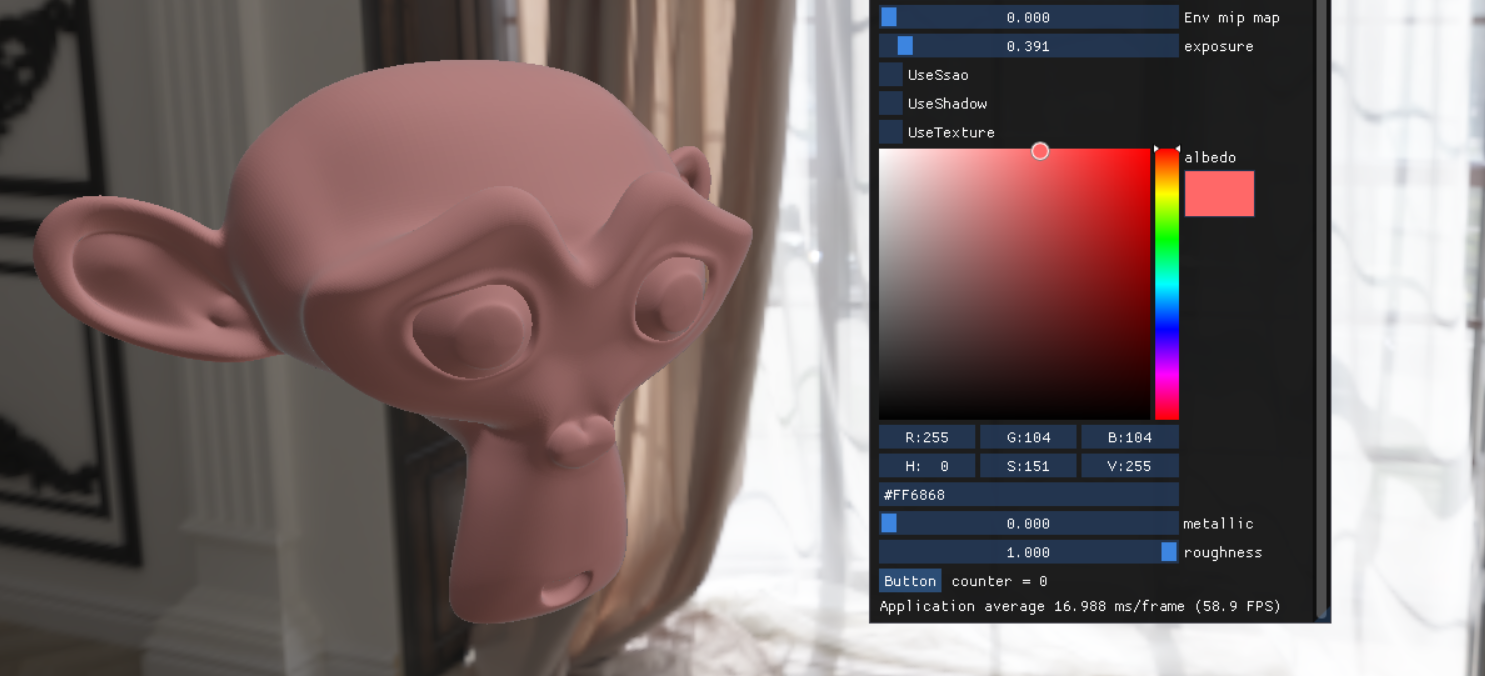 0.000 Env mip map
0.391 exposure
UseSsao
UseShadow
UseTexture
albedo
R:255 G:104 B:104
H: 0 S:151 V:255
#FF6868
0.000 metallic
1.000 roughness
Button counter = 0
Application average 16.988 ms/frame (58.9 FPS)